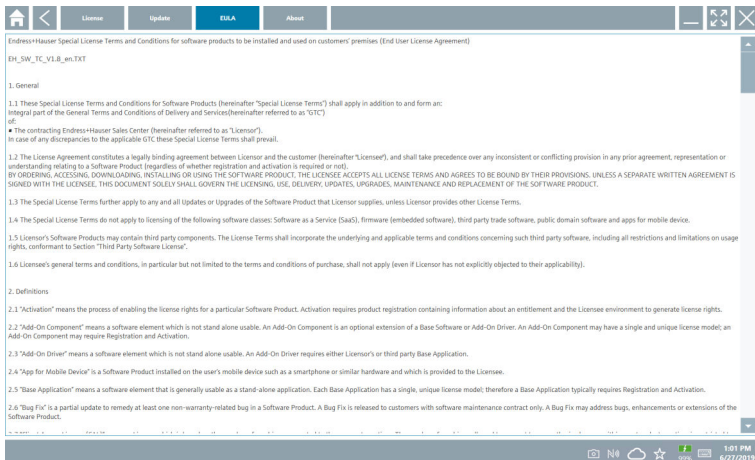 License
Update
EULA
About
Endress+Hauser Special License Terms and Conditions for software products to be installed and used on customers' premises (End User License Agreement)
EH_SW_TC_V1.8_en.TXT
1. General
1.1 These Special License Terms and Conditions for Software Products (hereinafter "Special License Terms") shall apply in addition to and form an:
Integral part of the General Terms and Conditions of Delivery and Services(hereinafter referred to as "GTC")
of:
▪ The contracting Endress+Hauser Sales Center (hereinafter referred to as "Licensor").
In case of any discrepancies to the applicable GTC these Special License Terms shall prevail.
1.2 The License Agreement constitutes a legally binding agreement between Licensor and the customer (hereinafter "Licensee"), and shall take precedence over any inconsistent or conflicting provision in any prior agreement, representation or
understanding relating to a Software Product (regardless of whether registration and activation is required or not).
BY ORDERING, ACCESSING, DOWNLOADING, INSTALLING OR USING THE SOFTWARE PRODUCT, THE LICENSEE ACCEPTS ALL LICENSE TERMS AND AGREES TO BE BOUND BY THEIR PROVISIONS. UNLESS A SEPARATE WRITTEN AGREEMENT IS
SIGNED WITH THE LICENSEE, THIS DOCUMENT SOLELY SHALL GOVERN THE LICENSING, USE, DELIVERY, UPDATES, UPGRADES, MAINTENANCE AND REPLACEMENT OF THE SOFTWARE PRODUCT.
1.3 The Special License Terms further apply to any and all Updates or Upgrades of the Software Product that Licensor supplies, unless Licensor provides other License Terms.
1.4 The Special License Terms do not apply to licensing of the following software classes: Software as a Service (SaaS), firmware (embedded software), third party trade software, public domain software and apps for mobile device.
1.5 Licensor's Software Products may contain third party components. The License Terms shall incorporate the underlying and applicable terms and conditions concerning such third party software, including all restrictions and limitations on usage
rights, conformant to Section "Third Party Software License".
1.6 Licensee's general terms and conditions, in particular but not limited to the terms and conditions of purchase, shall not apply (even if Licensor has not explicitly objected to their applicability).
2. Definitions
2.1 "Activation" means the process of enabling the license rights for a particular Software Product. Activation requires product registration containing information about an entitlement and the Licensee environment to generate license rights.
2.2 "Add-On Component" means a software element which is not stand alone usable. An Add-On Component is an optional extension of a Base Software or Add-On Driver. An Add-On Component may have a single and unique license model; an
Add-On Component may require Registration and Activation.
2.3 "Add-On Driver" means a software element which is not stand alone usable. An Add-On Driver requires either Licensor's or third party Base Application.
2.4 "App for Mobile Device" is a Software Product installed on the user's mobile device such as a smartphone or similar hardware and which is provided to the Licensee.
2.5 "Base Application" means a software element that is generally usable as a stand-alone application. Each Base Application has a single, unique license model; therefore a Base Application typically requires Registration and Activation.
2.6 "Bug Fix" is a partial update to remedy at least one non-warranty-related bug in a Software Product. A Bug Fix is released to customers with software maintenance contract only. A Bug Fix may address bugs, enhancements or extensions of the
Software Product.
99%
1:01 PM
6/27/2019